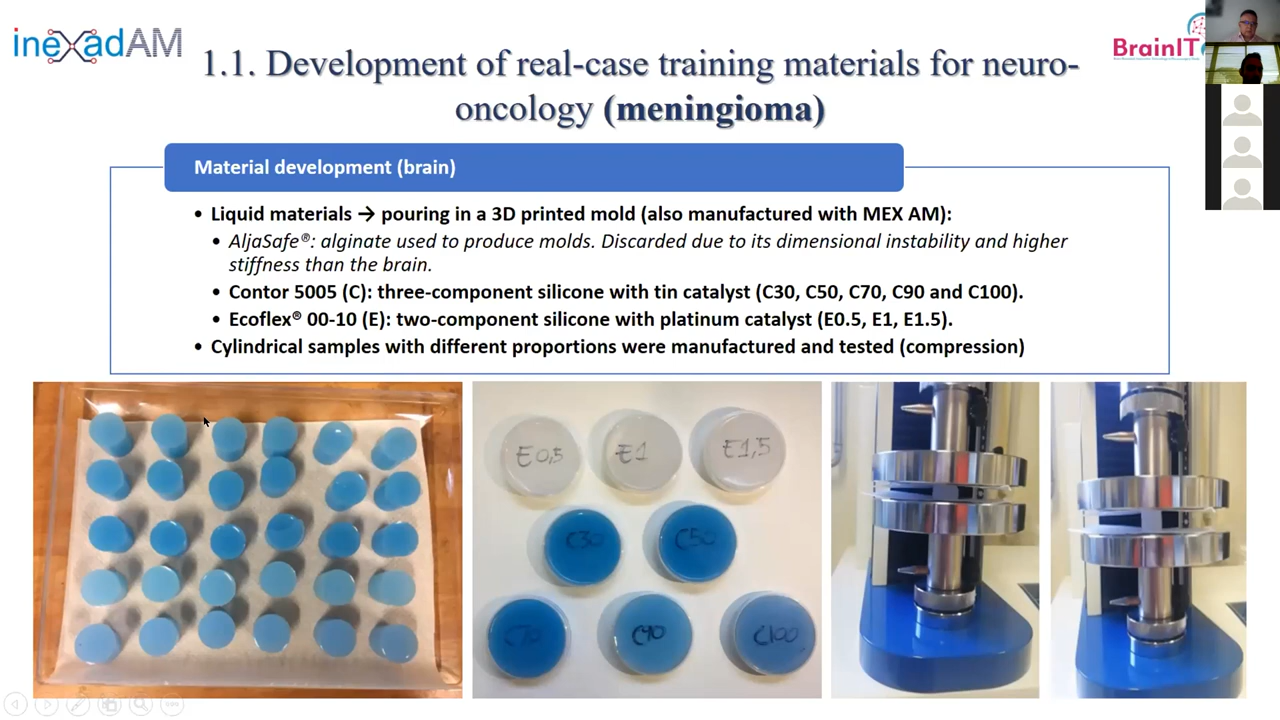 inexadAM
BrainIT
1.1. Development of real-case training materials for neuro-
oncology (meningioma)
Material development (brain)
• Liquid materials → pouring in a 3D printed mold (also manufactured with MEX AM):
• AljaSafe®: alginate used to produce molds. Discarded due to its dimensional instability and higher
stiffness than the brain.
• Contor 5005 (C): three-component silicone with tin catalyst (C30, C50, C70, C90 and C100).
• Ecoflex® 00-10 (E): two-component silicone with platinum catalyst (E0.5, E1, E1.5).
• Cylindrical samples with different proportions were manufactured and tested (compression)
E0,5 E1 E1,5
C30 C50
C70 C90 C100